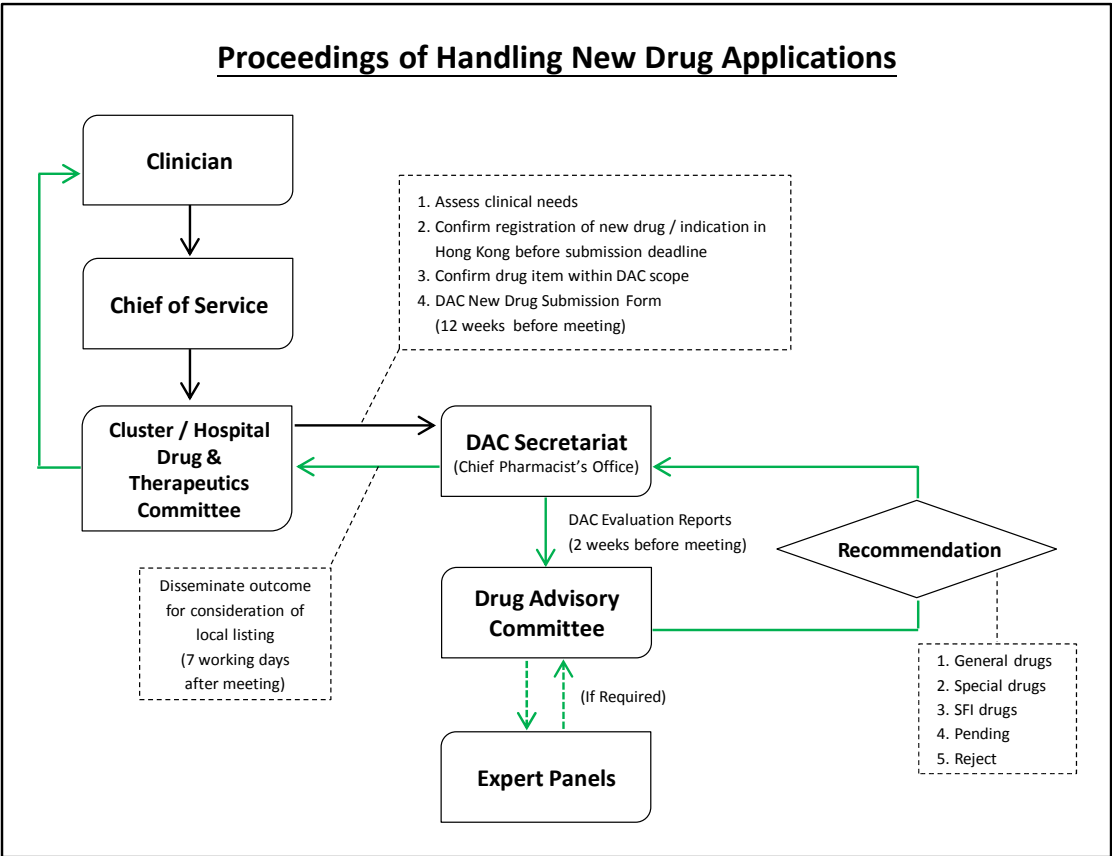 Proceedings of Handling New Drug Applications
Clinician
Chief of Service
1. Assess clinical needs
2. Confirm registration of new drug / indication in
Hong Kong before submission deadline
3. Confirm drug item within DAC scope
4. DAC New Drug Submission Form
(12 weeks before meeting)
Cluster / Hospital
Drug &
Therapeutics
Committee
DAC Secretariat
(Chief Pharmacist's Office)
DAC Evaluation Reports
(2 weeks before meeting)
Recommendation
Disseminate outcome
for consideration of
local listing
(7 working days
after meeting)
Drug Advisory
Committee
(If Required)
1. General drugs
2. Special drugs
3. SFI drugs
4. Pending
5. Reject
Expert Panels